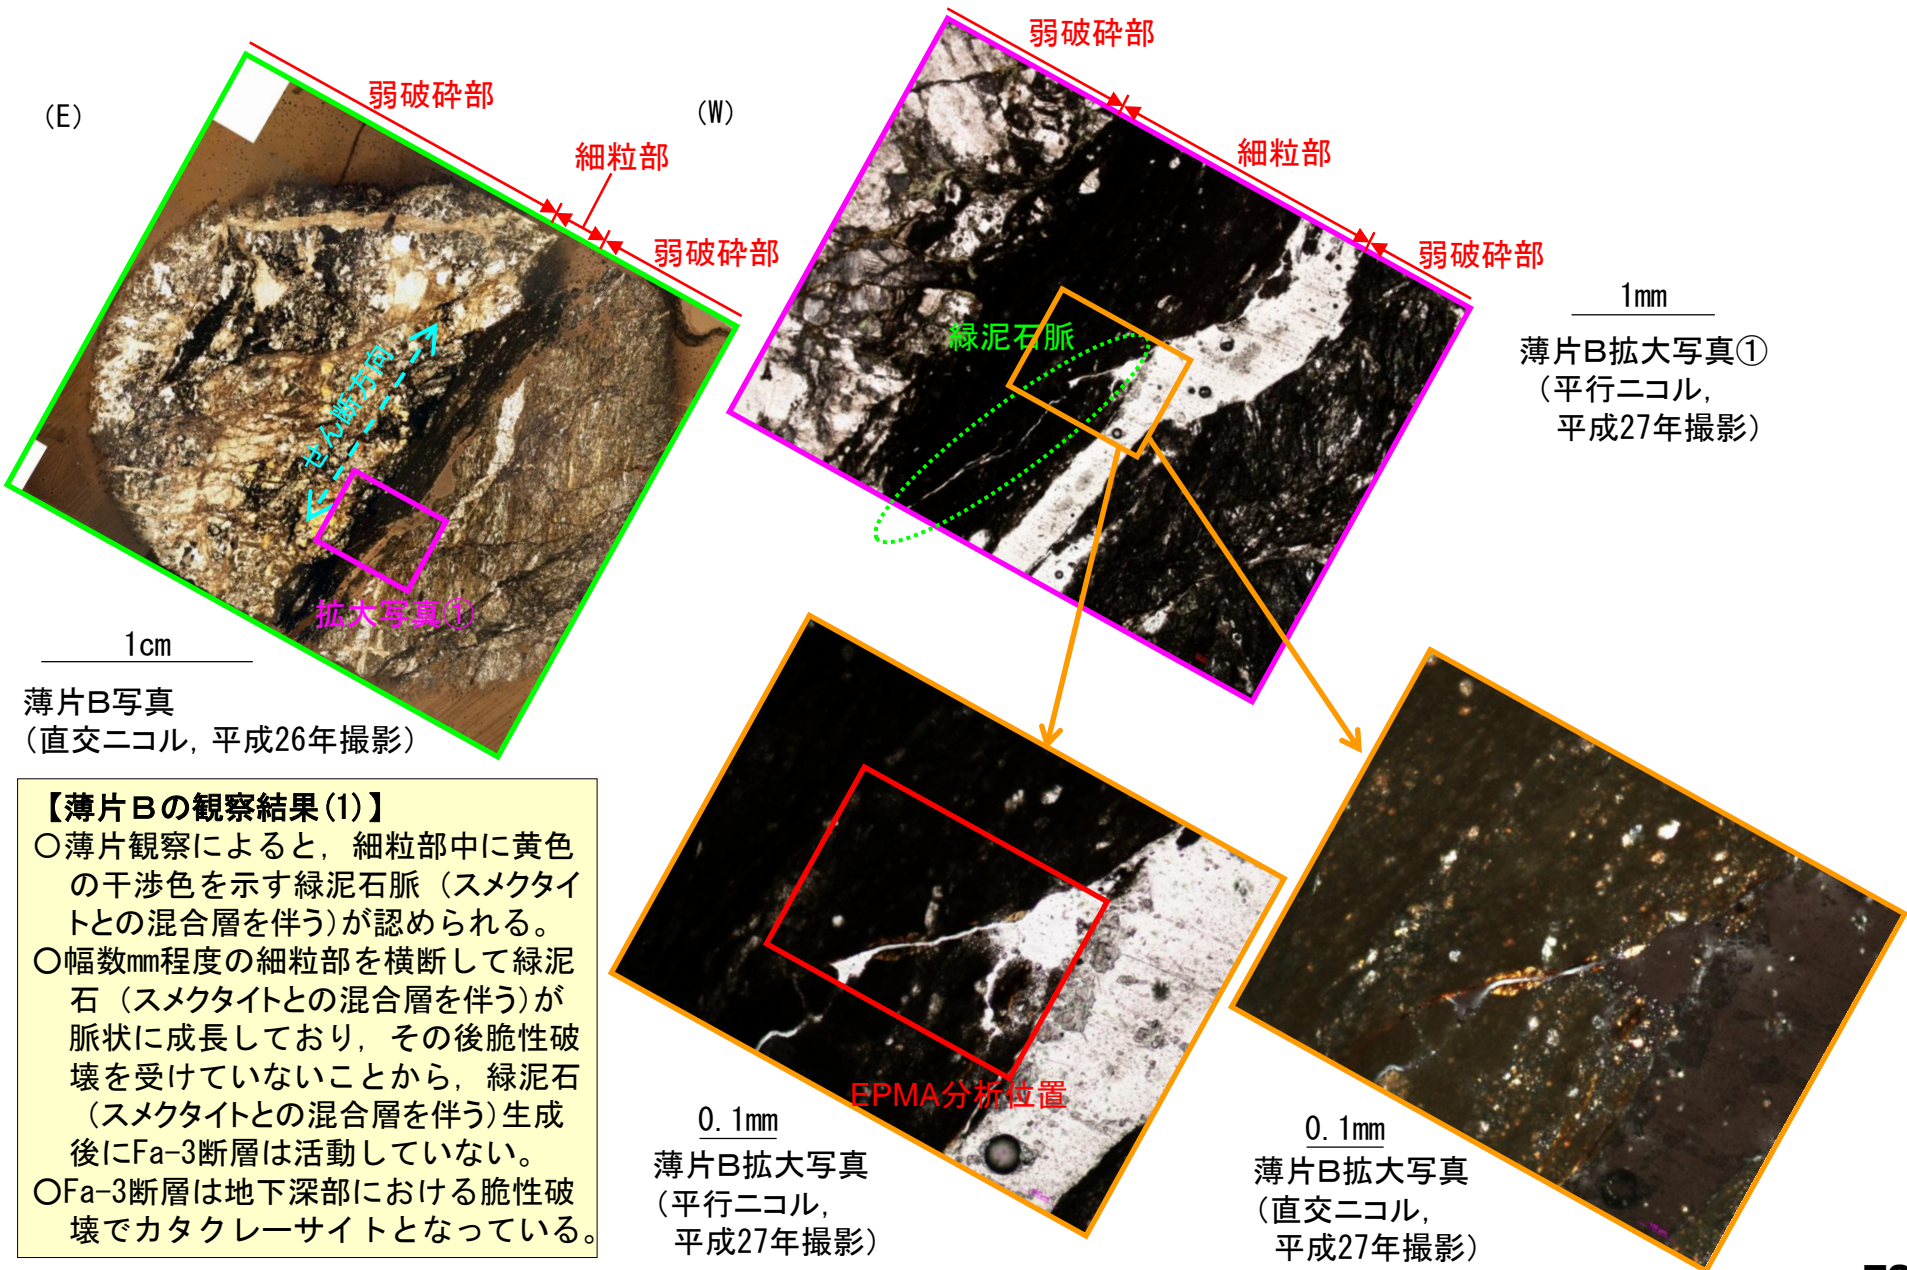 (E)
弱破砕部
細粒部
弱破砕部
せん断方向
拡大写真①
1cm
薄片B写真
(直交ニコル, 平成26年撮影)
(W)
弱破砕部
細粒部
弱破砕部
緑泥石脈
1mm
薄片B拡大写真①
(平行ニコル,
平成27年撮影)
【薄片Bの観察結果(1)】
○薄片観察によると, 細粒部中に黄色
の干渉色を示す緑泥石脈 (スメクタイ
トとの混合層を伴う)が認められる。
○幅数mm程度の細粒部を横断して緑泥
石 (スメクタイトとの混合層を伴う)が
脈状に成長しており, その後脆性破
壊を受けていないことから, 緑泥石
(スメクタイトとの混合層を伴う)生成
後にFa-3断層は活動していない。
○Fa-3断層は地下深部における脆性破
壊でカタクレーサイトとなっている。
EPMA分析位置
0.1mm
薄片B拡大写真
(平行ニコル,
平成27年撮影)
0.1mm
薄片B拡大写真
(直交ニコル,
平成27年撮影)